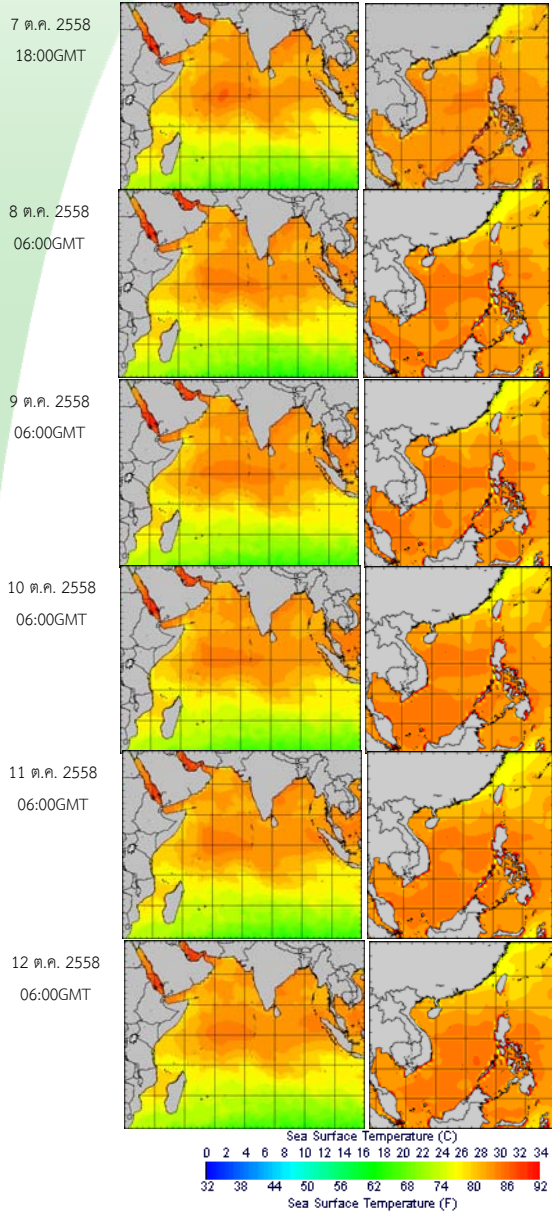 7 ต.ค. 2558
18:00GMT
8 ต.ค. 2558
06:00GMT
9 ต.ค. 2558
06:00GMT
10 ต.ค. 2558
06:00GMT
11 ต.ค. 2558
06:00GMT
12 ต.ค. 2558
06:00GMT
Sea Surface Temperature (C)
0 2 4 6 8 10 12 14 16 18 20 22 24 26 28 30 32 34
32 38 44 50 56 62 68 74 80 86 92
Sea Surface Temperature (F)